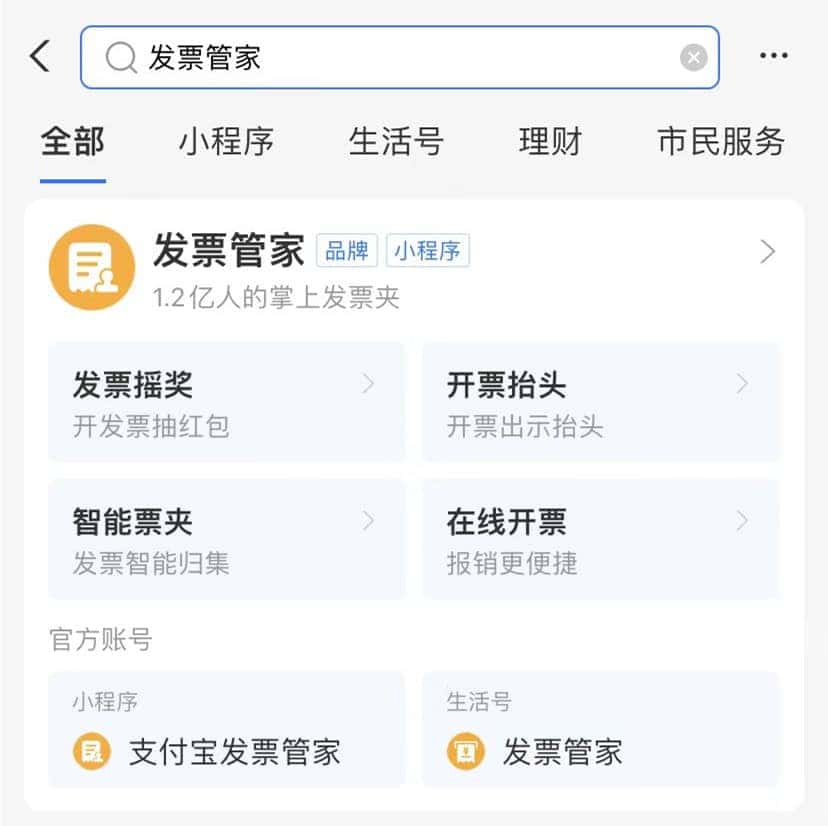 发票管家
全部 小程序 生活号 理财 市民服务
发票管家 品牌 小程序
1.2亿人的掌上发票夹
发票摇奖
开发票抽红包
开票抬头
开票出示抬头
智能票夹
发票智能归集
在线开票
报销更便捷
官方账号
小程序
支付宝发票管家
生活号
发票管家